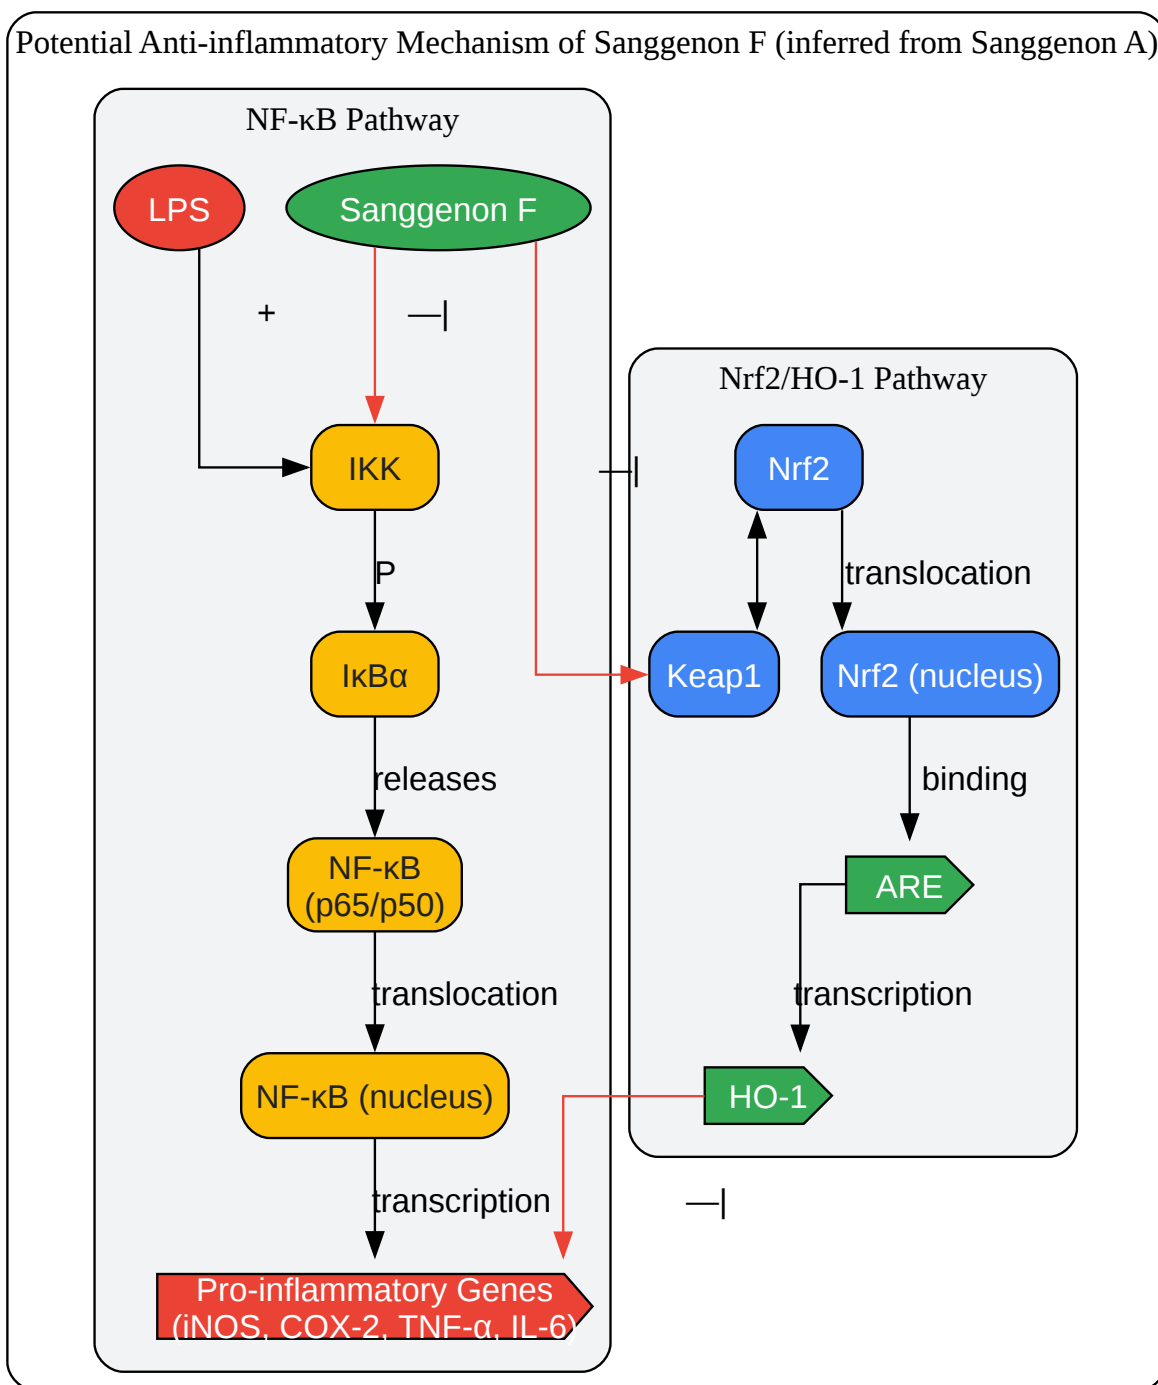 Potential Anti-inflammatory Mechanism of Sanggenon F (inferred from Sanggenon A)
NF-κB Pathway
LPS
Sanggenon F
+
—|
Nrf2/HO-1 Pathway
IKK
—|
Nrf2
P
translocation
IκBα
Keap1
Nrf2 (nucleus)
releases
binding
NF-κB
(p65/p50)
ARE
translocation
transcription
NF-κB (nucleus)
HO-1
transcription
—|
Pro-inflammatory Genes
(iNOS, COX-2, TNF-α, IL-6)